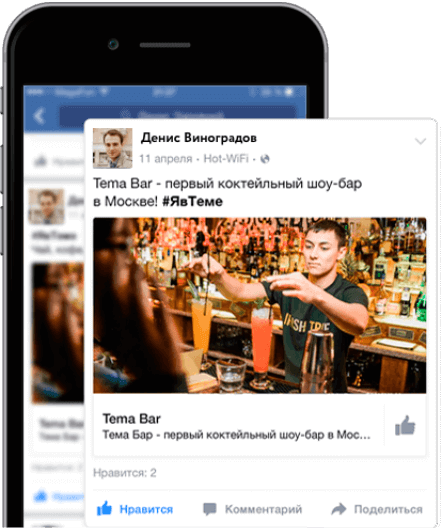 Денис Виноградов
11 апреля · Hot-WiFi ·
Tema Bar - первый коктейльный шоу-бар
в Москве! #ЯвТеме
Tema Bar
Тема Бар - первый коктейльный шоу-бар в Мос...
Нравится: 2
Нравится Комментарий Поделиться